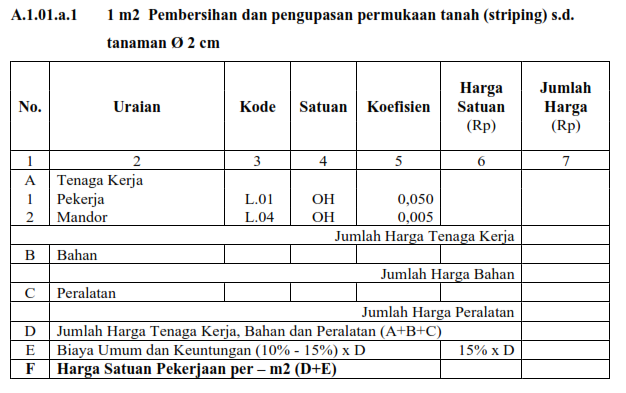 A.1.01.a.1 1 m2 Pembersihan dan pengupasan permukaan tanah (striping) s.d.
tanaman Ø 2 cm
No. Uraian Kode Satuan Koefisien Harga Satuan (Rp) Jumlah Harga (Rp)
1 2 3 4 5 6 7
A Tenaga Kerja
1 Pekerja L.01 OH 0,050
2 Mandor L.04 OH 0,005
Jumlah Harga Tenaga Kerja
B Bahan
Jumlah Harga Bahan
C Peralatan
Jumlah Harga Peralatan
D Jumlah Harga Tenaga Kerja, Bahan dan Peralatan (A+B+C)
E Biaya Umum dan Keuntungan (10% - 15%) x D 15% x D
F Harga Satuan Pekerjaan per – m2 (D+E)